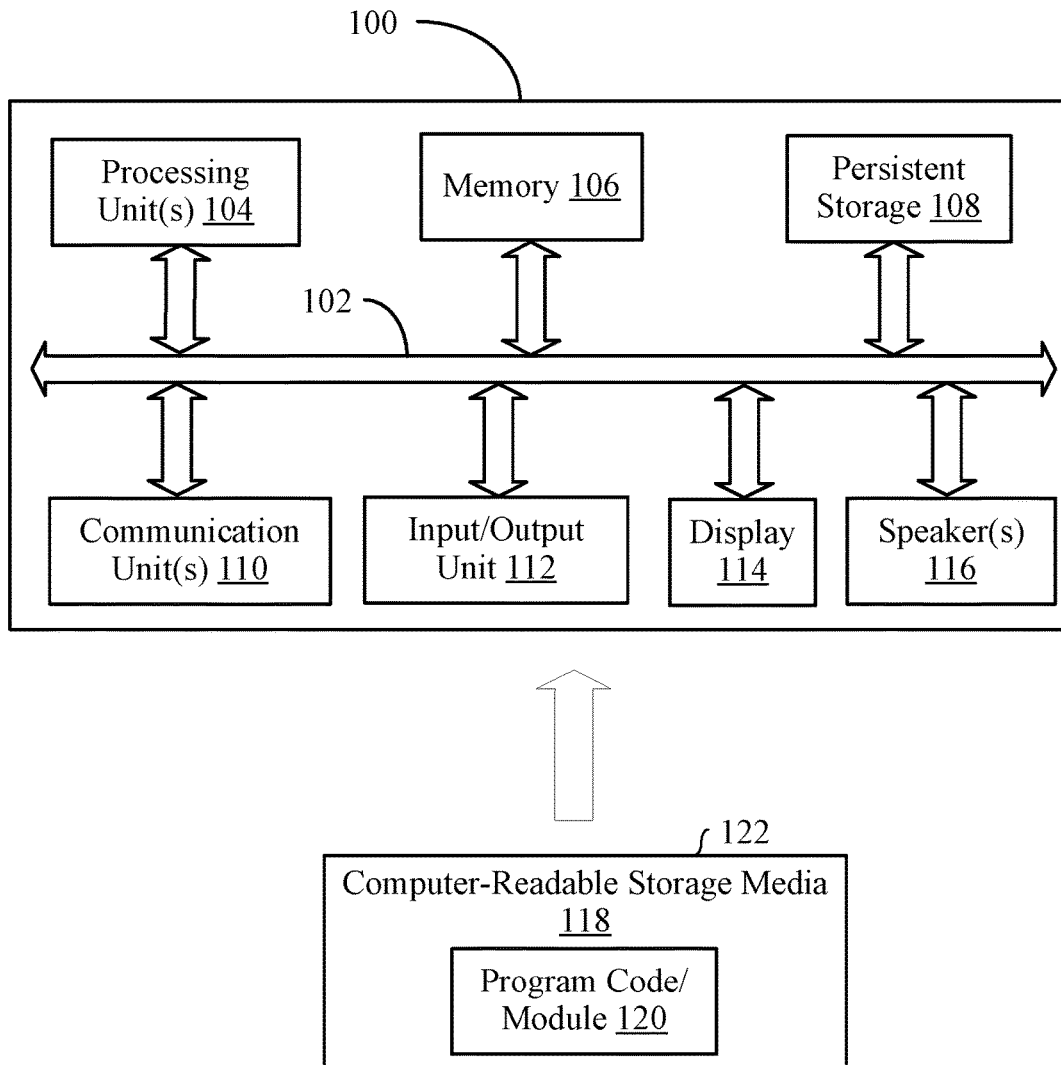 100
Processing
Unit(s) 104
Memory 106
Persistent
Storage 108
102
Communication
Unit(s) 110
Input/Output
Unit 112
Display
114
Speaker(s)
116
122
Computer-Readable Storage Media
118
Program Code/
Module 120